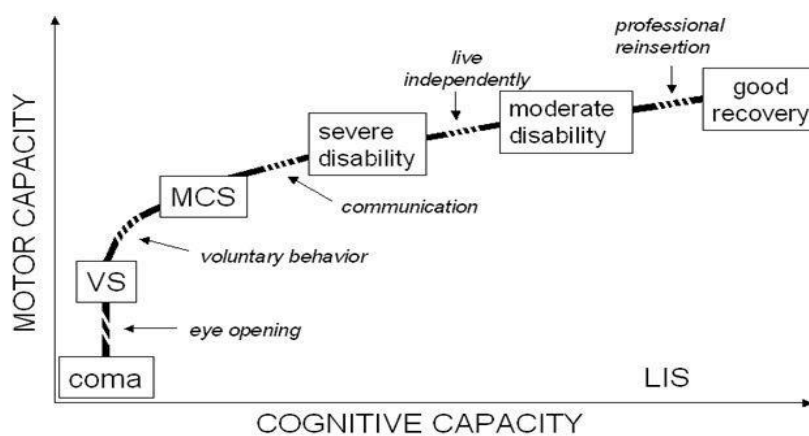 professional
reinsertion
live
independently
good
recovery
moderate
disability
severe
disability
MCS
communication
voluntary behavior
VS
eye opening
coma
LIS
MOTOR CAPACITY
COGNITIVE CAPACITY